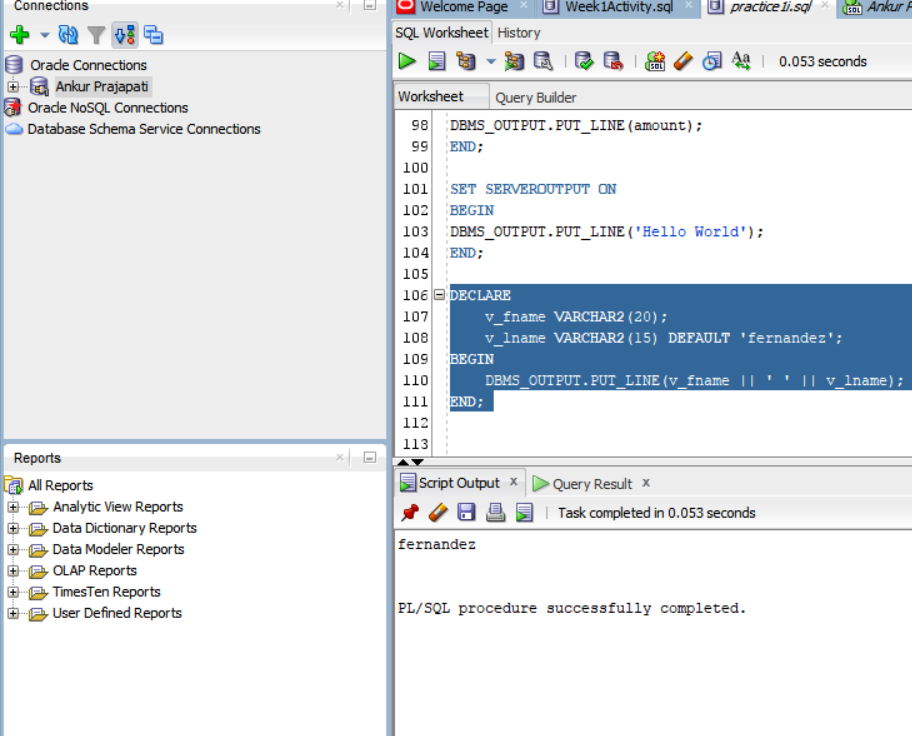 Connections
Oracle Connections
Ankur Prajapati
Oracle NoSQL Connections
Database Schema Service Connections
Reports
All Reports
Analytic View Reports
Data Dictionary Reports
Data Modeler Reports
OLAP Reports
TimesTen Reports
User Defined Reports
Welcome Page
Week1Activity.sql
practice1i.sql
Ankur P
SQL Worksheet History
0.053 seconds
Worksheet Query Builder
98 DBMS_OUTPUT.PUT_LINE(amount);
99 END;
100
101 SET SERVEROUTPUT ON
102 BEGIN
103 DBMS_OUTPUT.PUT_LINE('Hello World');
104 END;
105
106 DECLARE
107 v_fname VARCHAR2(20);
108 v_lname VARCHAR2(15) DEFAULT 'fernandez';
109 BEGIN
110 DBMS_OUTPUT.PUT_LINE(v_fname || ' ' || v_lname);
111 END;
112
113
Script Output x Query Result x
Task completed in 0.053 seconds
fernandez
PL/SQL procedure successfully completed.